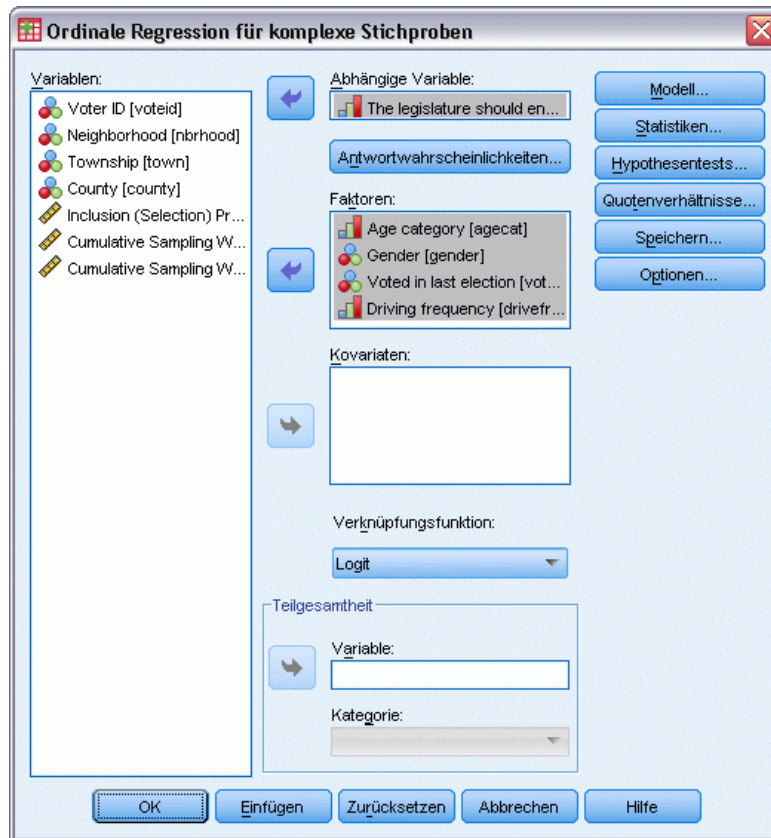 Ordinale Regression für komplexe Stichproben
Variablen:
Voter ID [voteid]
Neighborhood [nbrhood]
Township [town]
County [county]
Inclusion (Selection) Pr...
Cumulative Sampling W...
Cumulative Sampling W...
Abhängige Variable:
The legislature should en...
Antwortwahrscheinlichkeiten...
Faktoren:
Age category [agecat]
Gender [gender]
Voted in last election [vot...
Driving frequency [drivefr...
Kovariaten:
Verknüpfungsfunktion:
Logit
Teilgesamtheit
Variable:
Kategorie:
Modell...
Statistiken...
Hypothesentests...
Quotenverhältnisse...
Speichern...
Optionen...
OK
Einfügen
Zurücksetzen
Abbrechen
Hilfe